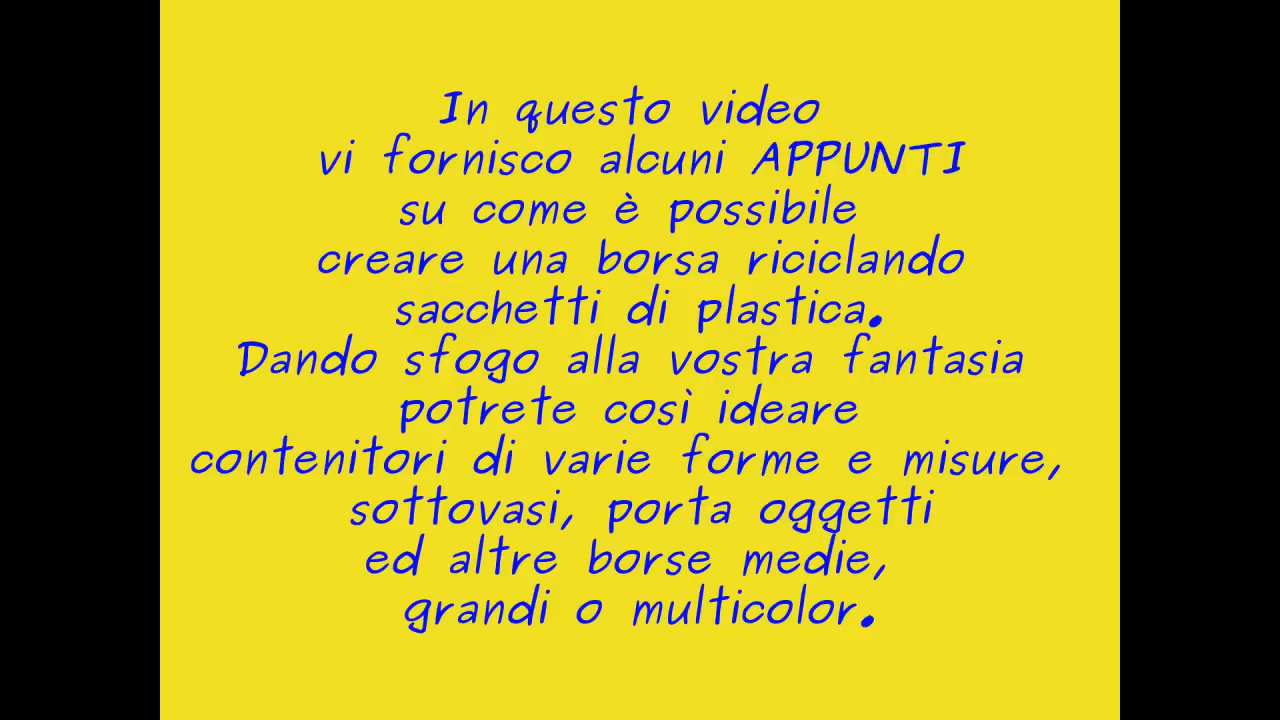 In questo video
vi fornisco alcuni APPUNTI
su come è possibile
creare una borsa riciclando
sacchetti di plastica.
Dando sfogo alla vostra fantasia
potrete così ideare
contenitori di varie forme e misure,
sottovasi, porta oggetti
ed altre borse medie,
grandi o multicolor.